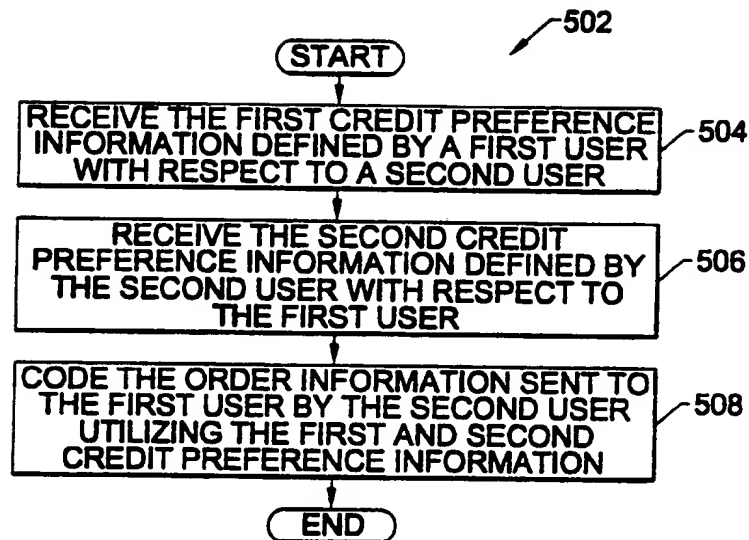 502
START
RECEIVE THE FIRST CREDIT PREFERENCE
INFORMATION DEFINED BY A FIRST USER
WITH RESPECT TO A SECOND USER
504
RECEIVE THE SECOND CREDIT
PREFERENCE INFORMATION DEFINED BY
THE SECOND USER WITH RESPECT TO
THE FIRST USER
506
CODE THE ORDER INFORMATION SENT TO
THE FIRST USER BY THE SECOND USER
UTILIZING THE FIRST AND SECOND
CREDIT PREFERENCE INFORMATION
508
END